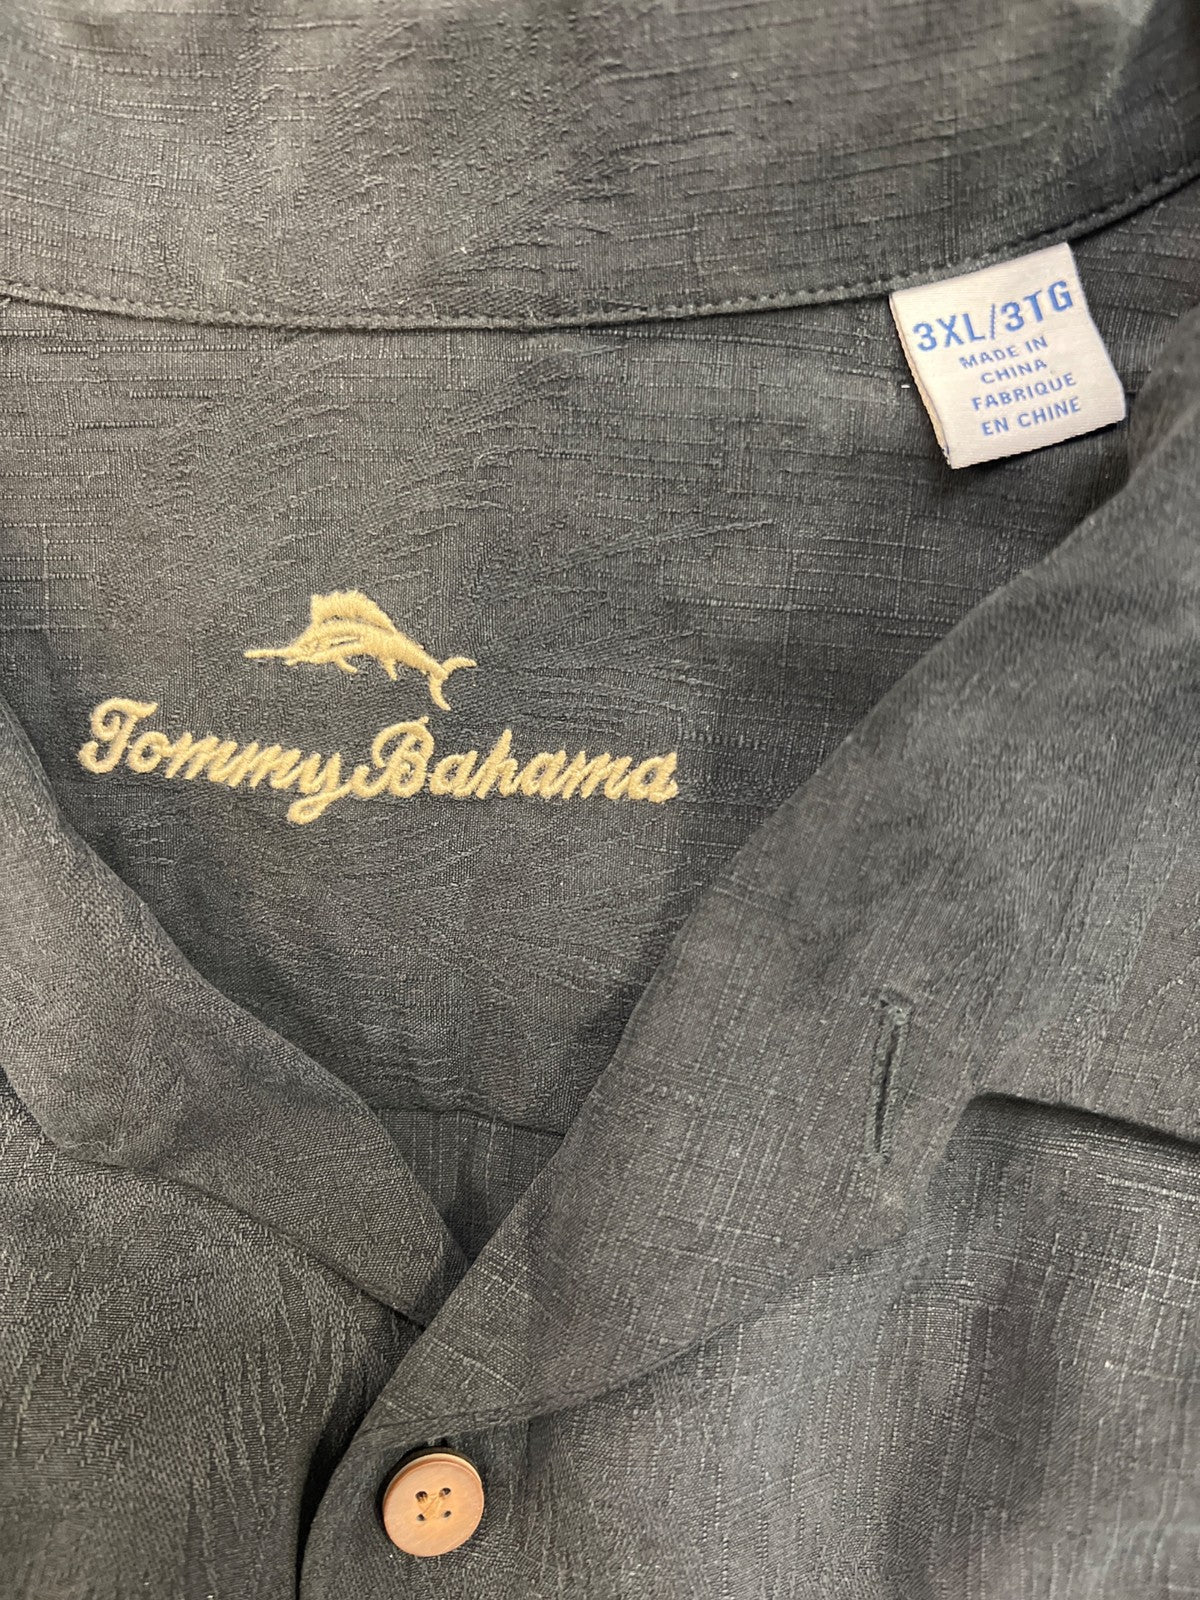 3XL/3TG
MADE IN
CHINA
FABRIQUE
EN CHINE
Tommy Bahama